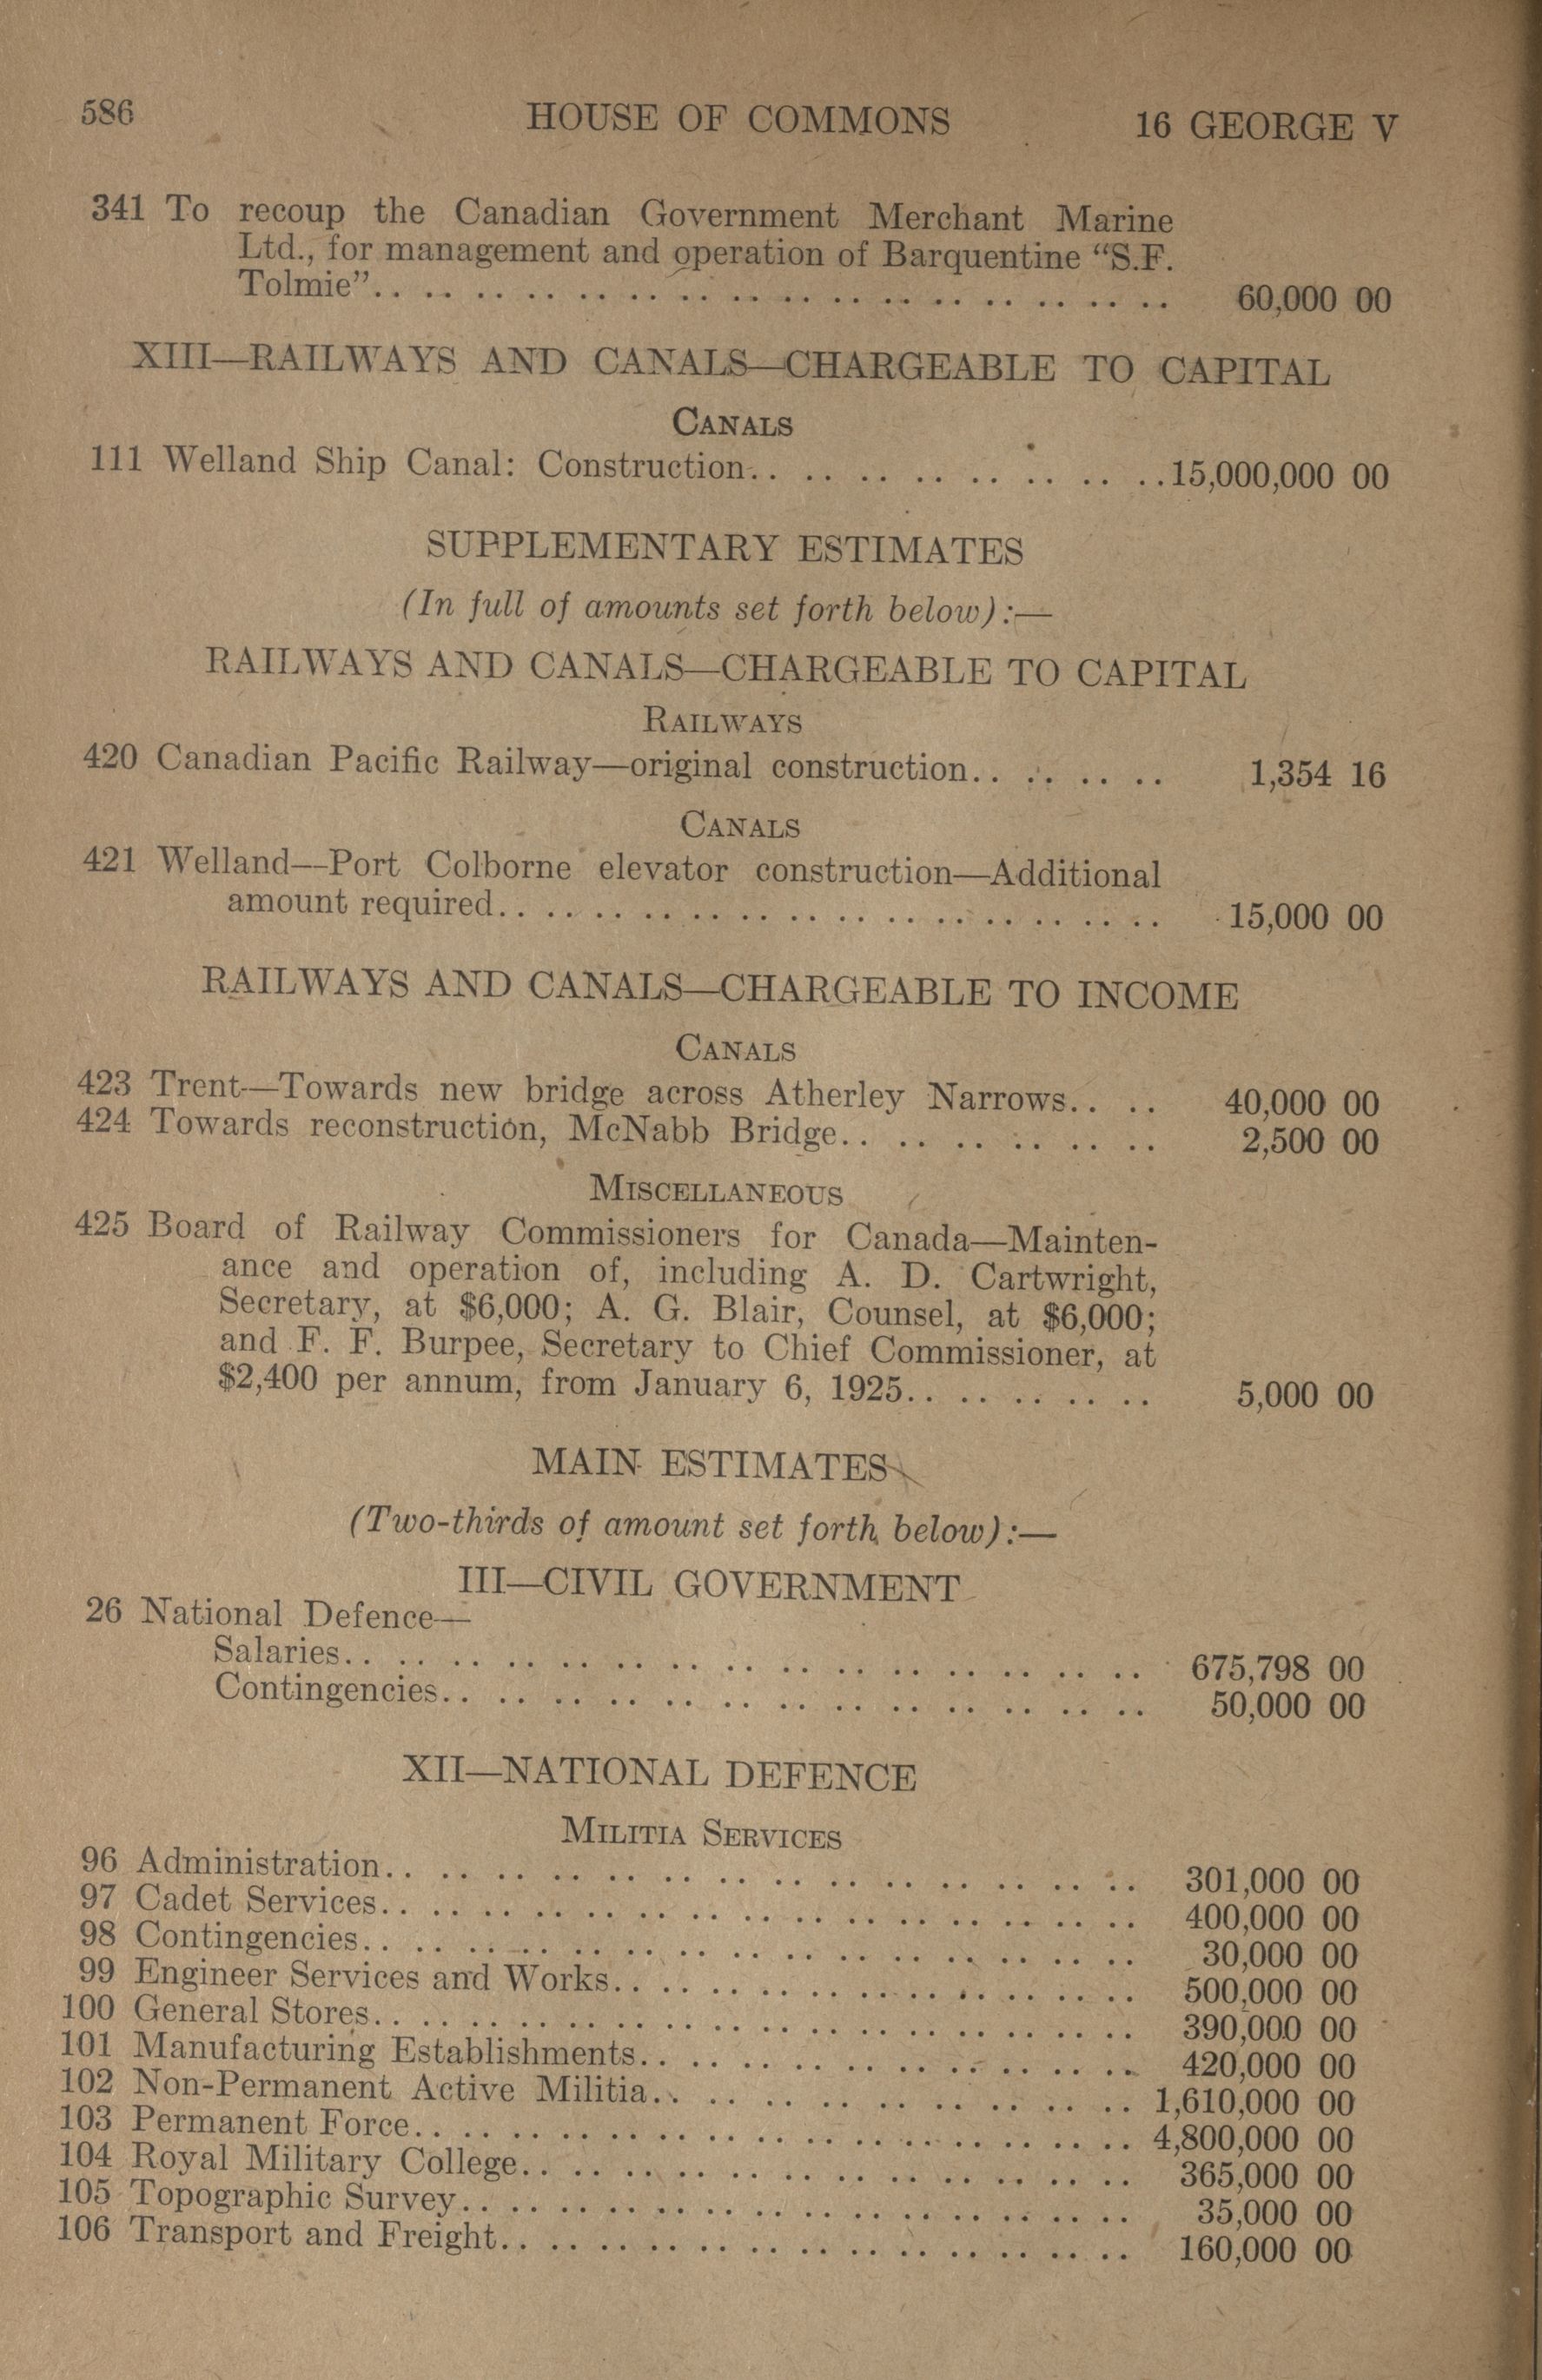 586 HOUSE OF COMMONS 16 GEORGE V
341 To recoup the Canadian Government Merchant Marine
Ltd., for management and operation of Barquentine “S.F.
Tolmie”.. .. .. .. .. .. .. .. .. .. .. .. .. .. .. .. 60,000 00
XIII—RAILWAYS AND CANALS—CHARGEABLE TO CAPITAL
CANALS
111 Welland Ship Canal: Construction.. .. .. .. .. .. .. ..15,000,000 00
SUPPLEMENTARY ESTIMATES
(In full of amounts set forth below):—
RAILWAYS AND CANALS—CHARGEABLE TO CAPITAL
RAILWAYS
420 Canadian Pacific Railway—original construction.. .. .. .. 1,354 16
CANALS
421 Welland—Port Colborne elevator construction—Additional
amount required.. .. .. .. .. .. .. .. .. .. .. .. .. .. 15,000 00
RAILWAYS AND CANALS—CHARGEABLE TO INCOME
CANALS
423 Trent—Towards new bridge across Atherley Narrows.. .. 40,000 00
424 Towards reconstruction, McNabb Bridge.. .. .. .. .. .. 2,500 00
MISCELLANEOUS
425 Board of Railway Commissioners for Canada—Mainten-
ance and operation of, including A. D. Cartwright,
Secretary, at $6,000; A. G. Blair, Counsel, at $6,000;
and F. F. Burpee, Secretary to Chief Commissioner, at
$2,400 per annum, from January 6, 1925.. .. .. .. .. 5,000 00
MAIN ESTIMATES
(Two-thirds of amount set forth below):—
III—CIVIL GOVERNMENT
26 National Defence—
Salaries.. .. .. .. .. .. .. .. .. .. .. .. .. .. .. 675,798 00
Contingencies.. .. .. .. .. .. .. .. .. .. .. .. .. 50,000 00
XII—NATIONAL DEFENCE
MILITIA SERVICES
96 Administration.. .. .. .. .. .. .. .. .. .. .. .. .. .. 301,000 00
97 Cadet Services.. .. .. .. .. .. .. .. .. .. .. .. .. .. .. 400,000 00
98 Contingencies.. .. .. .. .. .. .. .. .. .. .. .. .. .. .. 30,000 00
99 Engineer Services and Works.. .. .. .. .. .. .. .. .. .. 500,000 00
100 General Stores.. .. .. .. .. .. .. .. .. .. .. .. .. .. .. 390,000 00
101 Manufacturing Establishments.. .. .. .. .. .. .. .. .. .. 420,000 00
102 Non-Permanent Active Militia.. .. .. .. .. .. .. .. .. 1,610,000 00
103 Permanent Force.. .. .. .. .. .. .. .. .. .. .. .. .. .. 4,800,000 00
104 Royal Military College.. .. .. .. .. .. .. .. .. .. .. .. 365,000 00
105 Topographic Survey.. .. .. .. .. .. .. .. .. .. .. .. .. 35,000 00
106 Transport and Freight.. .. .. .. .. .. .. .. .. .. .. .. .. 160,000 00